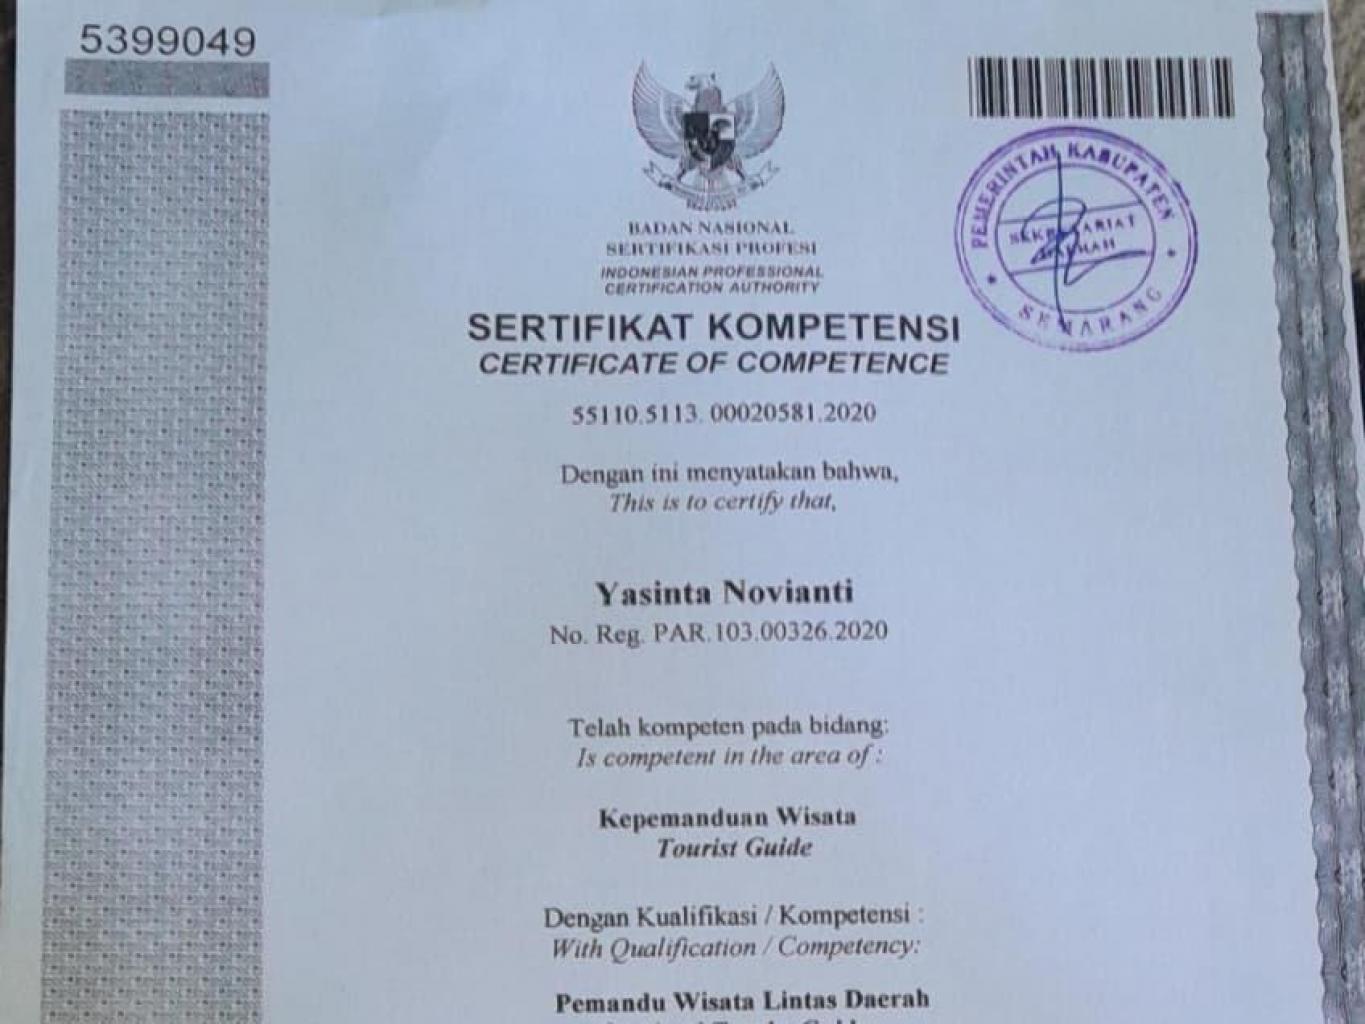 5399049
BADAN NASIONAL
SERTIFIKASI PROFESI
INDONESIAN PROFESSIONAL
CERTIFICATION AUTHORITY
PEMERINTAH KABUPATEN
SEKRETARIAT
DAERAH
SEMARANG
SERTIFIKAT KOMPETENSI
CERTIFICATE OF COMPETENCE
55110.5113. 00020581.2020
Dengan ini menyatakan bahwa,
This is to certify that,
Yasinta Novianti
No. Reg. PAR.103.00326.2020
Telah kompeten pada bidang:
Is competent in the area of :
Kepemanduan Wisata
Tourist Guide
Dengan Kualifikasi / Kompetensi :
With Qualification / Competency:
Pemandu Wisata Lintas Daerah